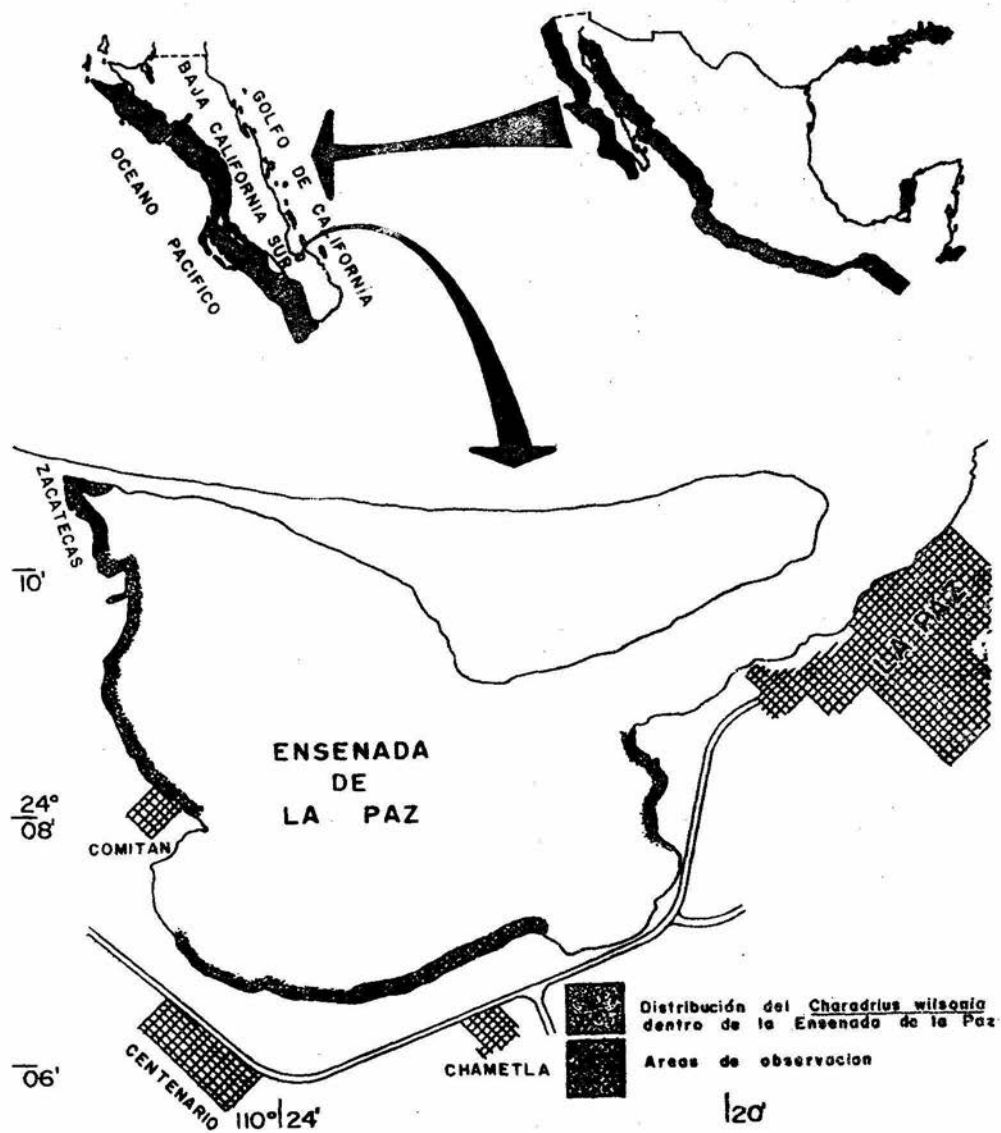 BAJA CALIFORNIA SUR
GOLFO DE CALIFORNIA
OCEANO PACIFICO
ZACATECAS
10'
LA PAZ
ENSENADA
DE
LA PAZ
24°
08'
COMITAN
Distribución del Charadrius wilsonia
dentro de la Ensenada de la Paz
Areas de observacion
06'
CENTENARIO
CHAMETLA
110° 24'
20'